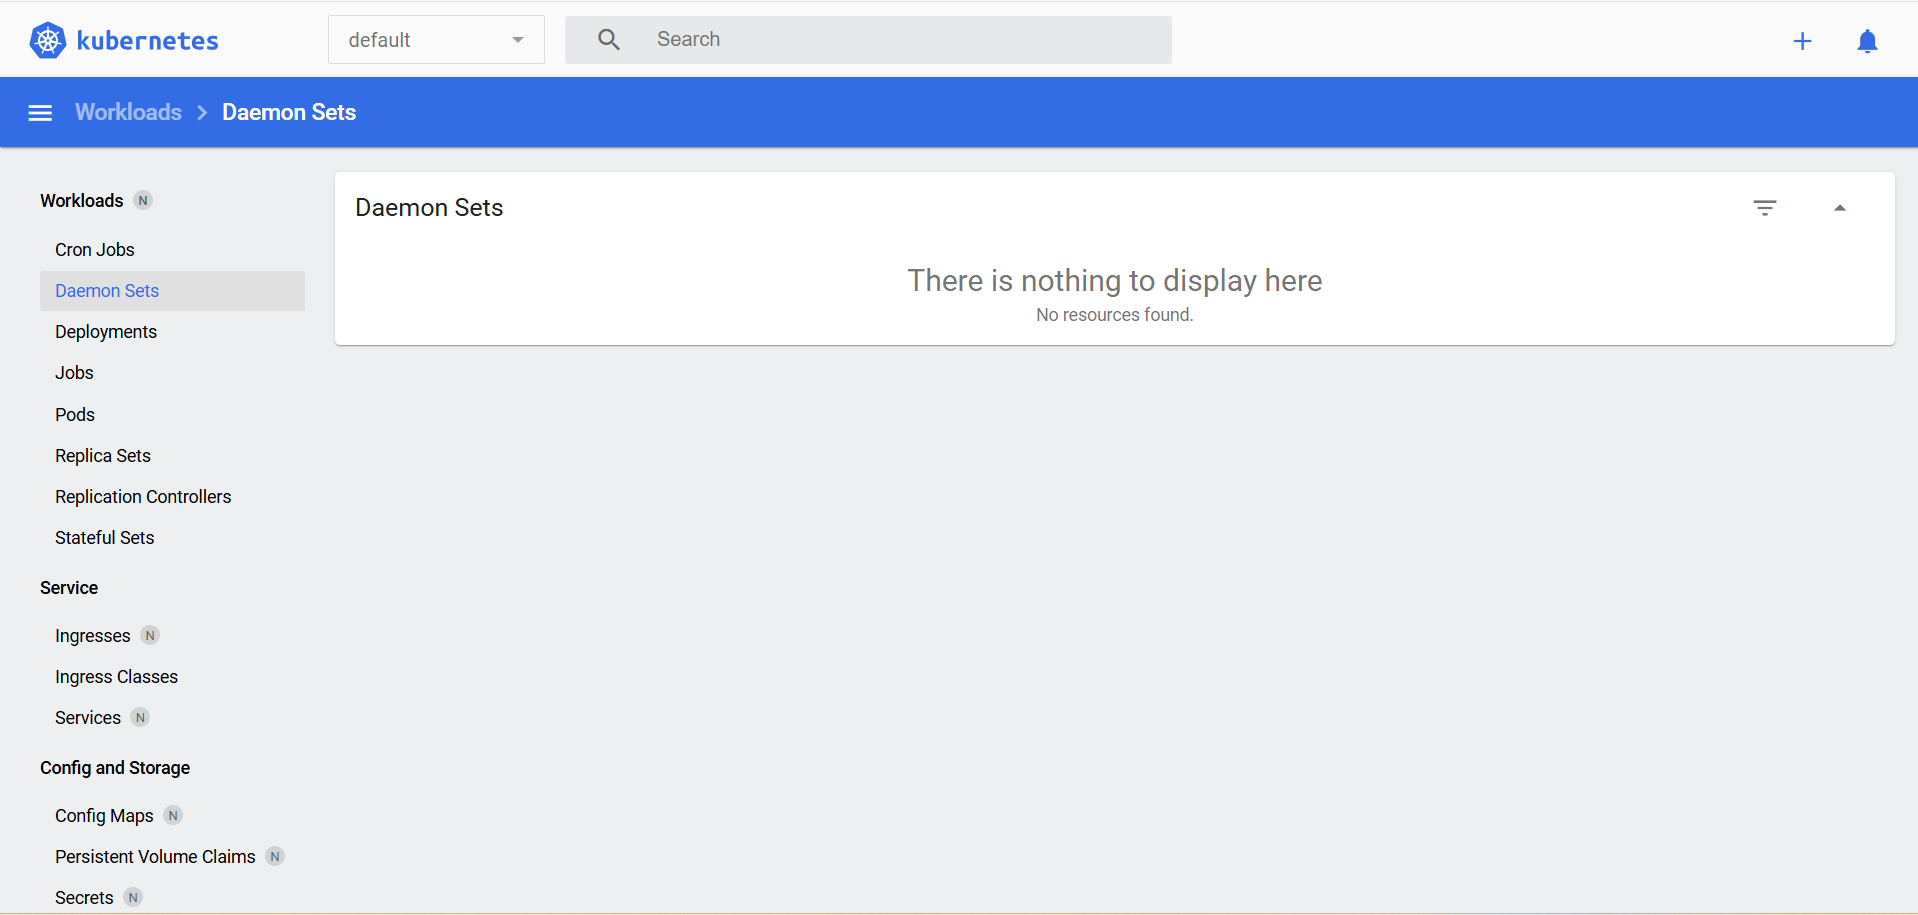 kubernetes
default
Search
Workloads > Daemon Sets
Workloads N
Cron Jobs
Daemon Sets
Deployments
Jobs
Pods
Replica Sets
Replication Controllers
Stateful Sets
Service
Ingresses N
Ingress Classes
Services N
Config and Storage
Config Maps N
Persistent Volume Claims N
Secrets N
Daemon Sets
There is nothing to display here
No resources found.